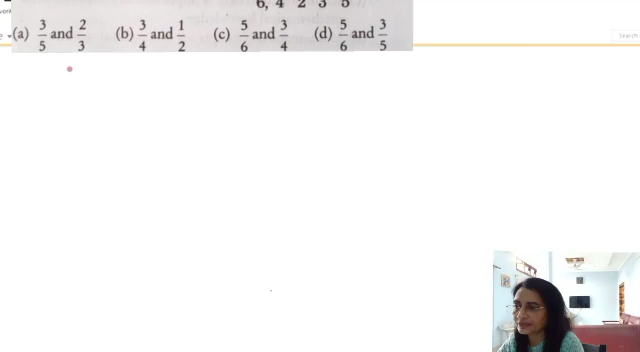 6, 4 2 3 5
(a) 3/5 and 2/3 (b) 3/4 and 1/2 (c) 5/6 and 3/4 (d) 5/6 and 3/5
Search